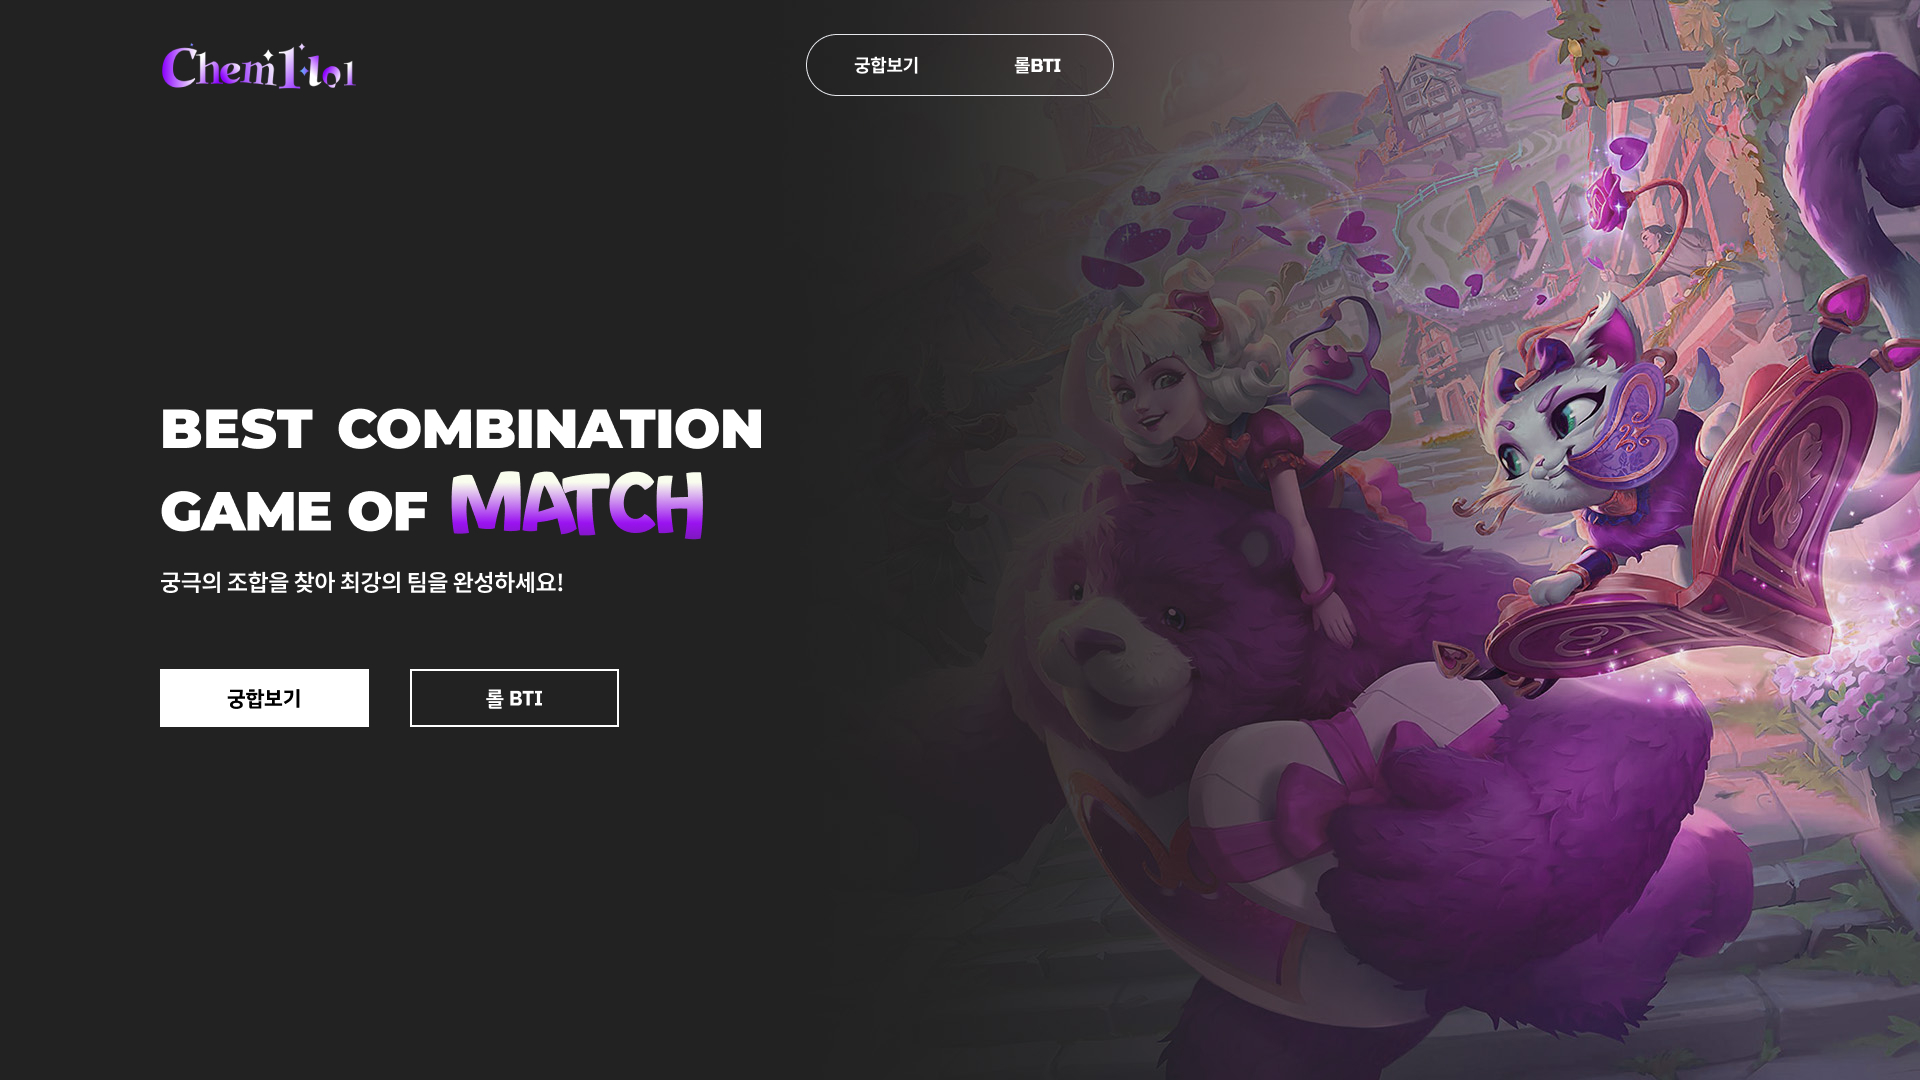 Chem1·lol
궁합보기
롤BTI
BEST COMBINATION
GAME OF MATCH
궁극의 조합을 찾아 최강의 팀을 완성하세요!
궁합보기
롤 BTI